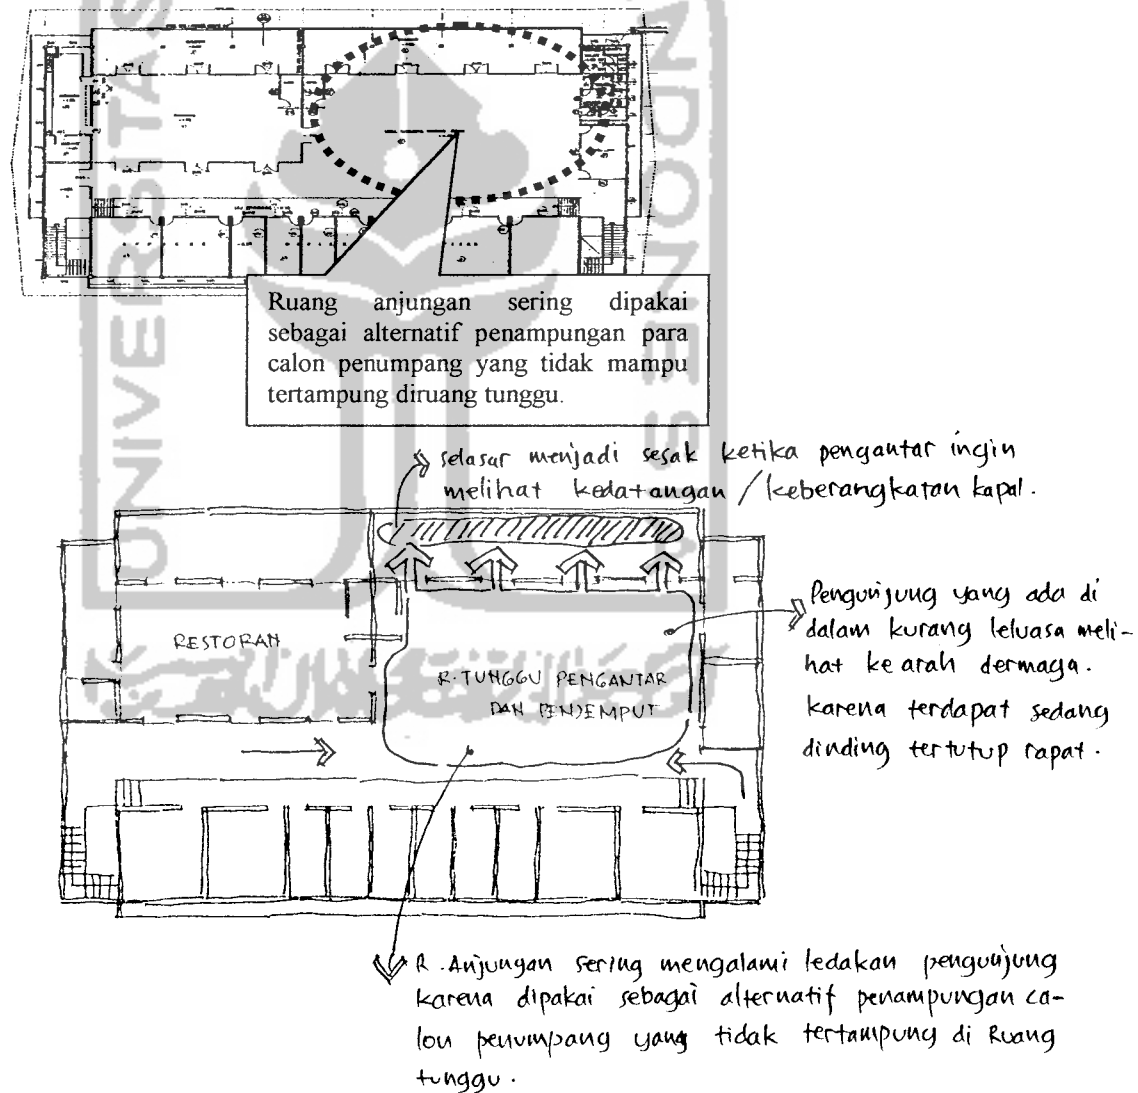 UNIVERSITAS
INDONESIA
Ruang anjungan sering dipakai
sebagai alternatif penampungan para
calon penumpang yang tidak mampu
tertampung diruang tunggu.
selasar menjadi sesak ketika pengantar ingin
melihat kedatangan / keberangkatan kapal.
Pengunjung yang ada di
dalam kurang leluasa meli-
hat ke arah dermaga.
karena terdapat sedang
dinding tertutup rapat.
RESTORAN
R. TUNGGU PENGANTAR
DAN PENJEMPUT
R. Anjungan sering mengalami ledakan pengunjung
karena dipakai sebagai alternatif penampungan ca-
lon penumpang yang tidak tertampung di Ruang
tunggu.